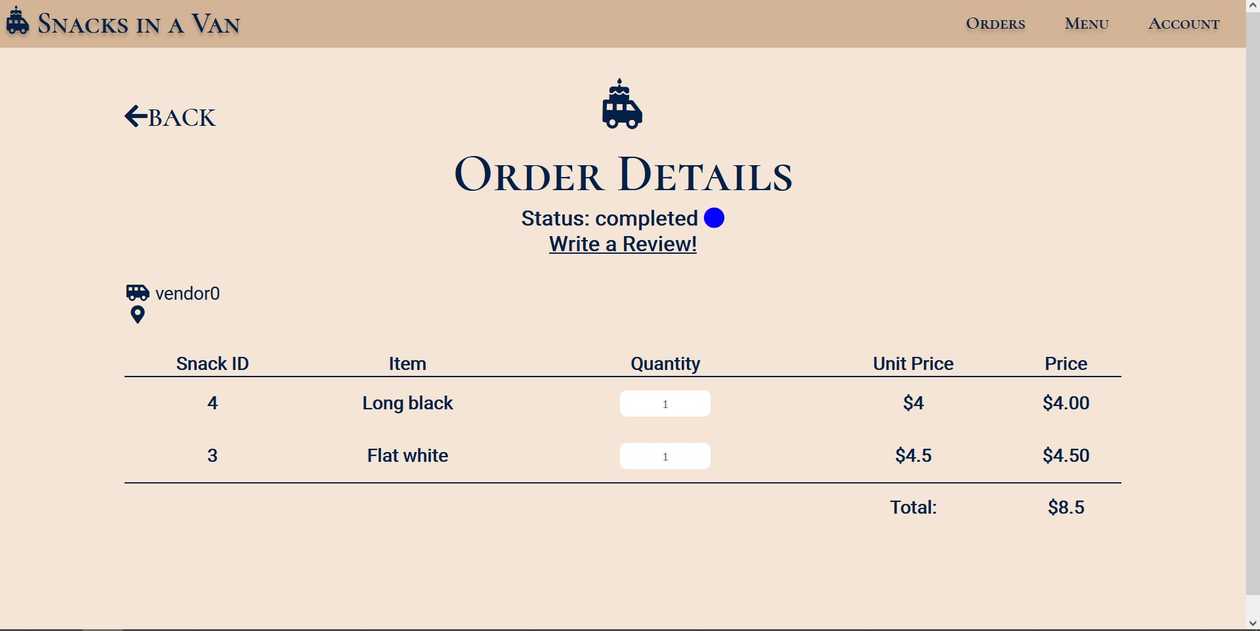 Snacks in a Van Orders Menu Account
BACK
Order Details
Status: completed
Write a Review!
vendor0
Snack ID Item Quantity Unit Price Price
4 Long black 1 $4 $4.00
3 Flat white 1 $4.5 $4.50
Total: $8.5